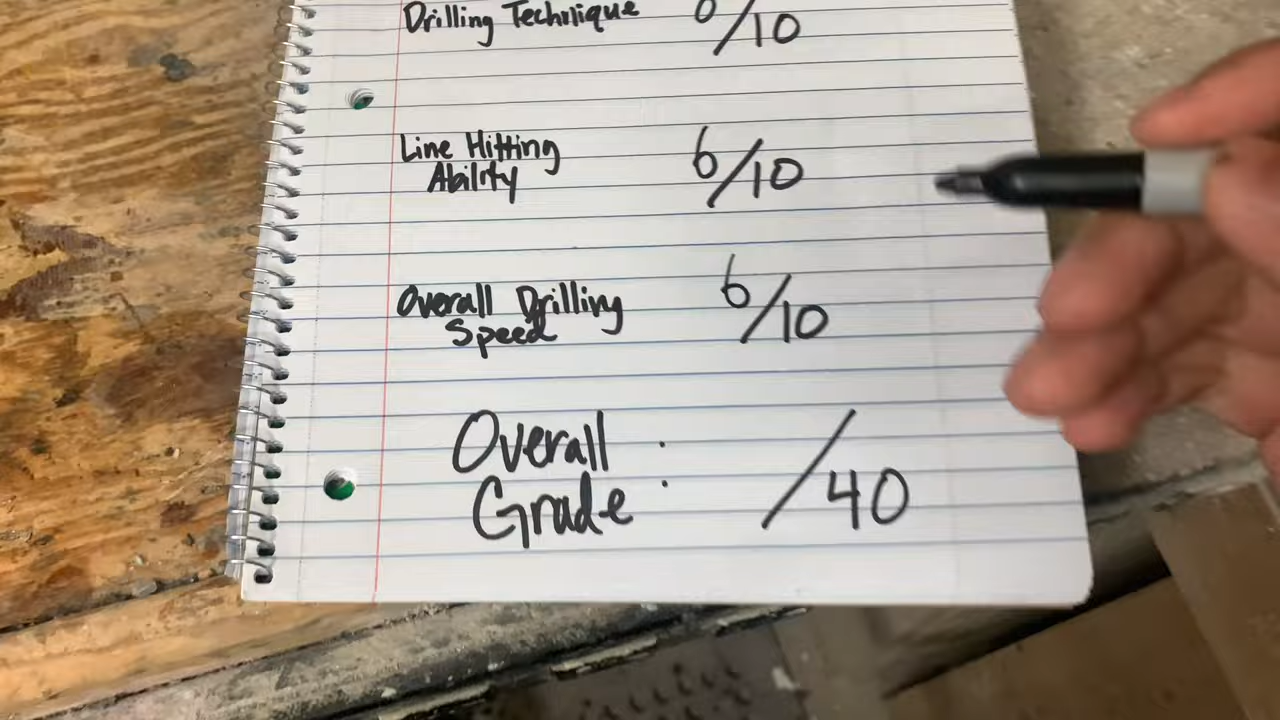 Drilling Technique /10
Line Hitting 6/10
Ability
Overall Drilling 6/10
Speed
Overall :
Grade /40